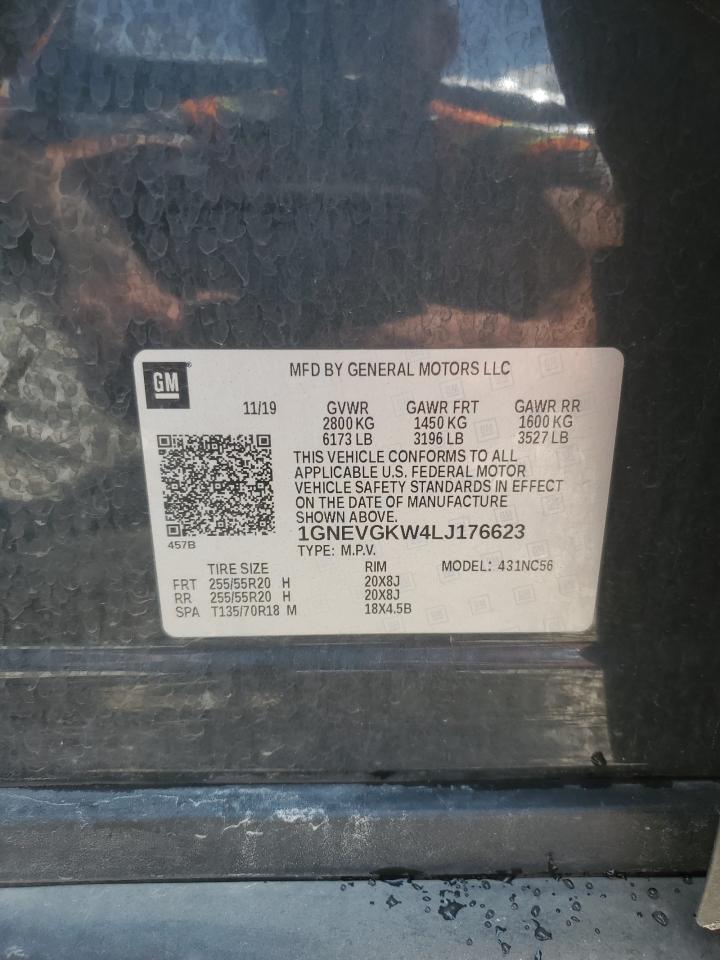 GM
MFD BY GENERAL MOTORS LLC
11/19 GVWR GAWR FRT GAWR RR
2800 KG 1450 KG 1600 KG
6173 LB 3196 LB 3527 LB
THIS VEHICLE CONFORMS TO ALL
APPLICABLE U.S. FEDERAL MOTOR
VEHICLE SAFETY STANDARDS IN EFFECT
ON THE DATE OF MANUFACTURE
SHOWN ABOVE.
457B
1GNEVGKW4LJ176623
TYPE: M.P.V.
TIRE SIZE RIM MODEL: 431NC56
FRT 255/55R20 H 20X8J
RR 255/55R20 H 20X8J
SPA T135/70R18 M 18X4.5B